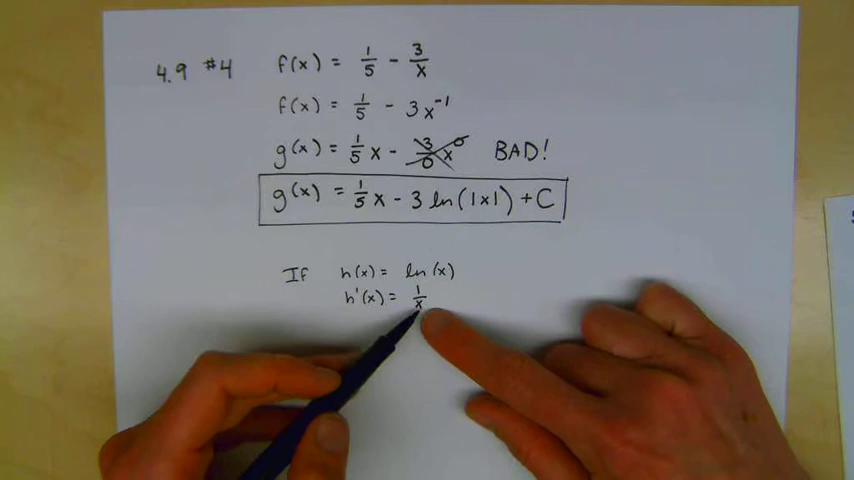 4.9 #4 f(x) = 1/5 - 3/x
f(x) = 1/5 - 3x⁻¹
g(x) = 1/5 x - 3/0 x⁰ BAD!
g(x) = 1/5 x - 3 ln(|x|) + C
If h(x) = ln(x)
h'(x) = 1/x